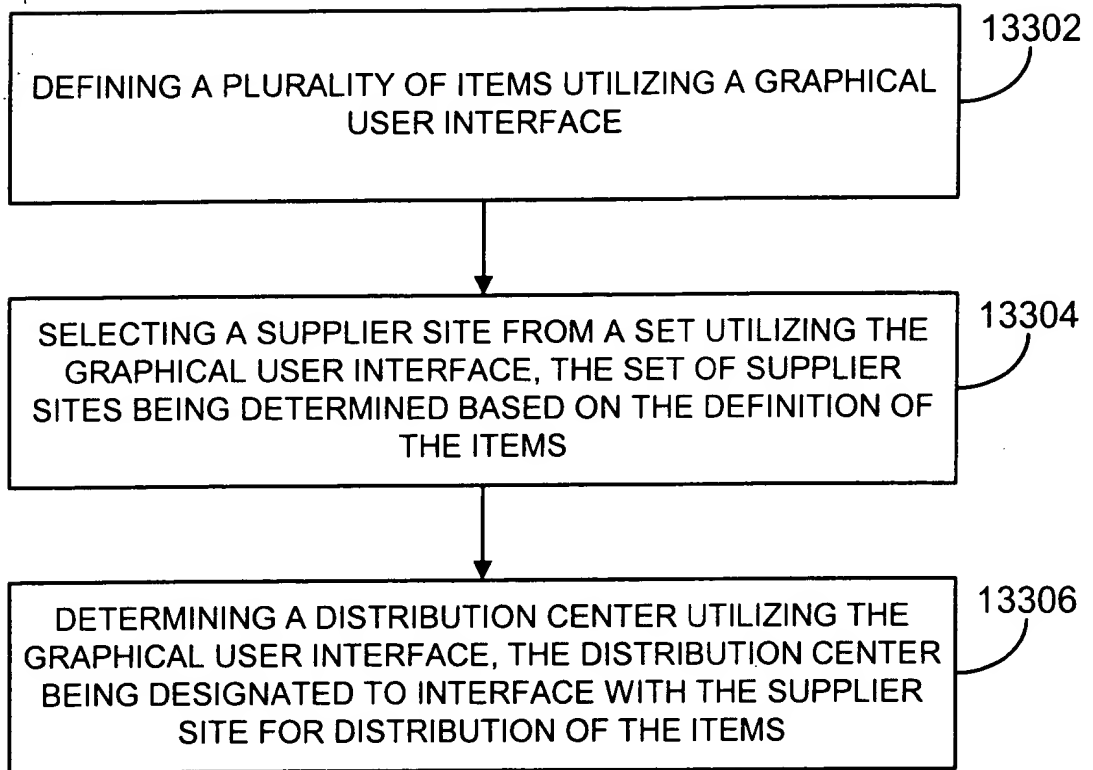 13302
DEFINING A PLURALITY OF ITEMS UTILIZING A GRAPHICAL
USER INTERFACE
13304
SELECTING A SUPPLIER SITE FROM A SET UTILIZING THE
GRAPHICAL USER INTERFACE, THE SET OF SUPPLIER
SITES BEING DETERMINED BASED ON THE DEFINITION OF
THE ITEMS
13306
DETERMINING A DISTRIBUTION CENTER UTILIZING THE
GRAPHICAL USER INTERFACE, THE DISTRIBUTION CENTER
BEING DESIGNATED TO INTERFACE WITH THE SUPPLIER
SITE FOR DISTRIBUTION OF THE ITEMS